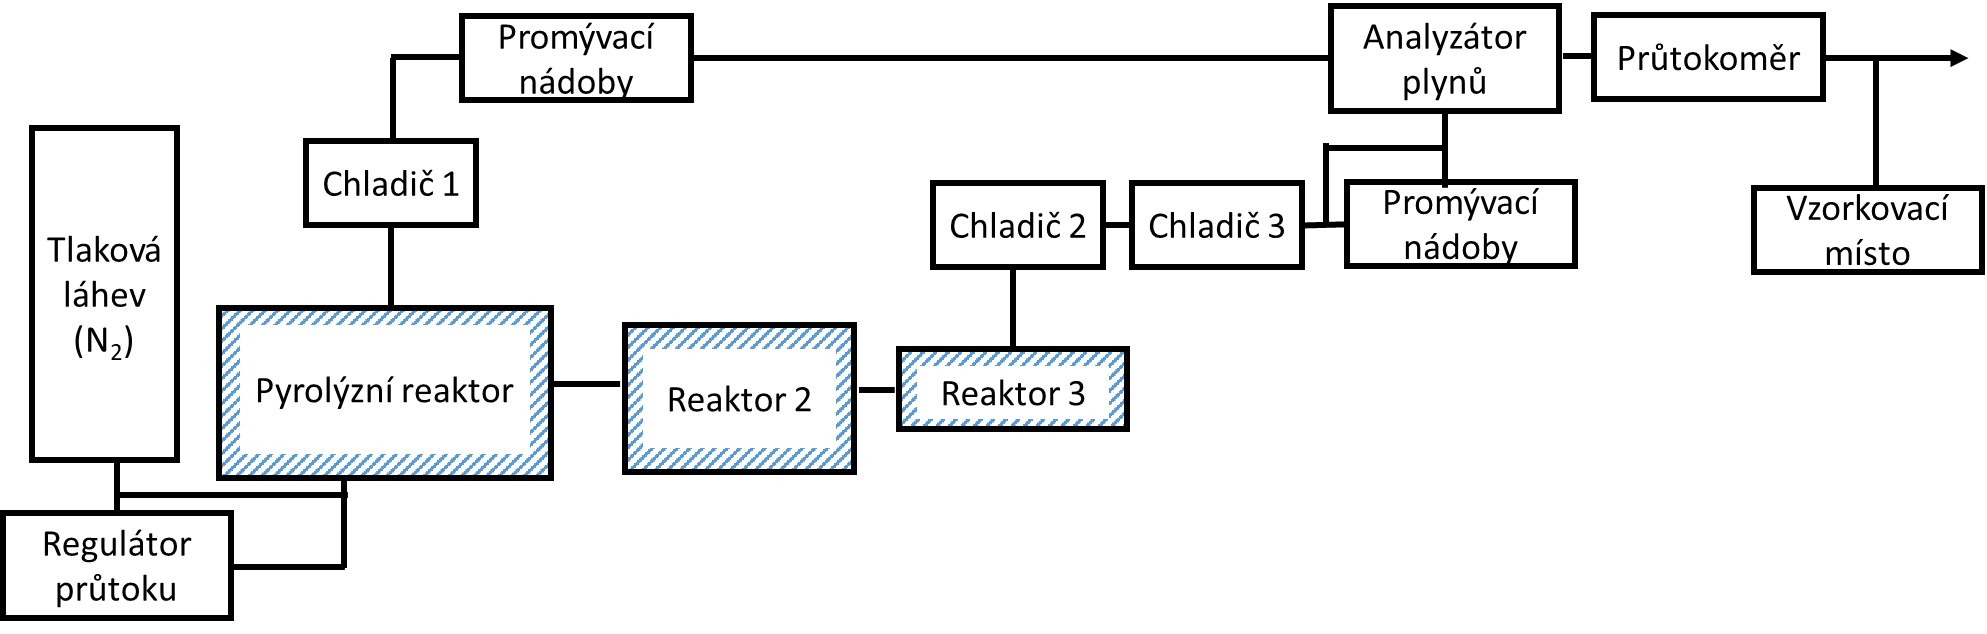 Promývací
nádoby
Analyzátor
plynů
Průtokoměr
Chladič 1
Tlaková
láhev
(N₂)
Chladič 2
Chladič 3
Promývací
nádoby
Vzorkovací
místo
Pyrolýzní reaktor
Reaktor 2
Reaktor 3
Regulátor
průtoku